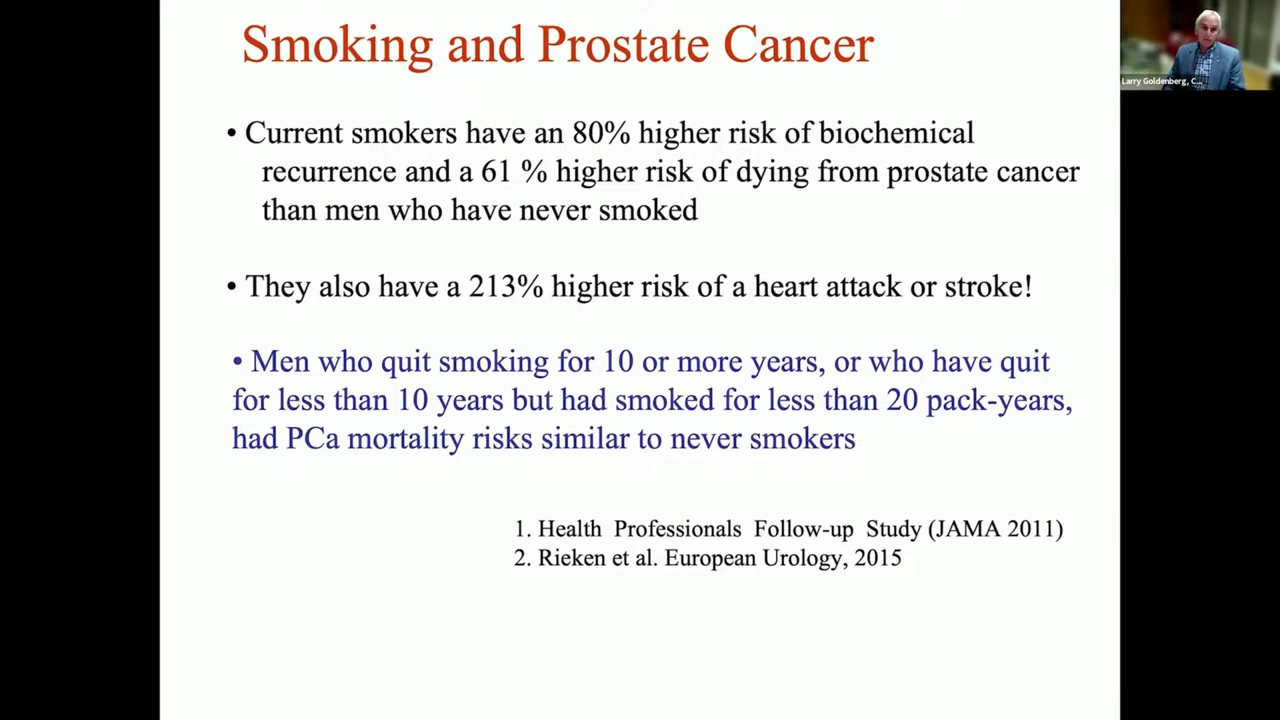 Smoking and Prostate Cancer
Larry Goldenberg, C...
• Current smokers have an 80% higher risk of biochemical
recurrence and a 61 % higher risk of dying from prostate cancer
than men who have never smoked
• They also have a 213% higher risk of a heart attack or stroke!
• Men who quit smoking for 10 or more years, or who have quit
for less than 10 years but had smoked for less than 20 pack-years,
had PCa mortality risks similar to never smokers
1. Health Professionals Follow-up Study (JAMA 2011)
2. Rieken et al. European Urology, 2015